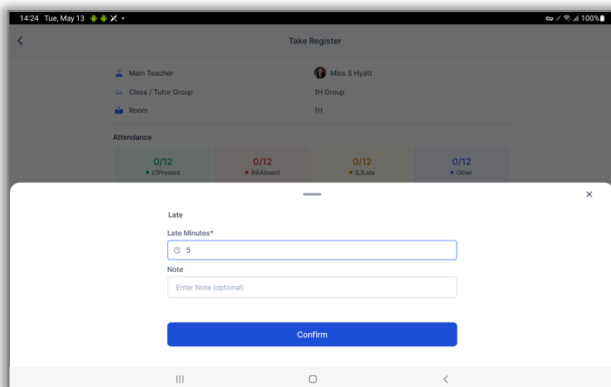 14:24 Tue, May 13
100%
Take Register
Main Teacher
Miss S Hyatt
Class / Tutor Group
1H Group
Room
1H
Attendance
0/12 0/12 0/12 0/12
(/)Present (N)Absent (L)Late Other
Late
Late Minutes*
5
Note
Enter Note (optional)
Confirm